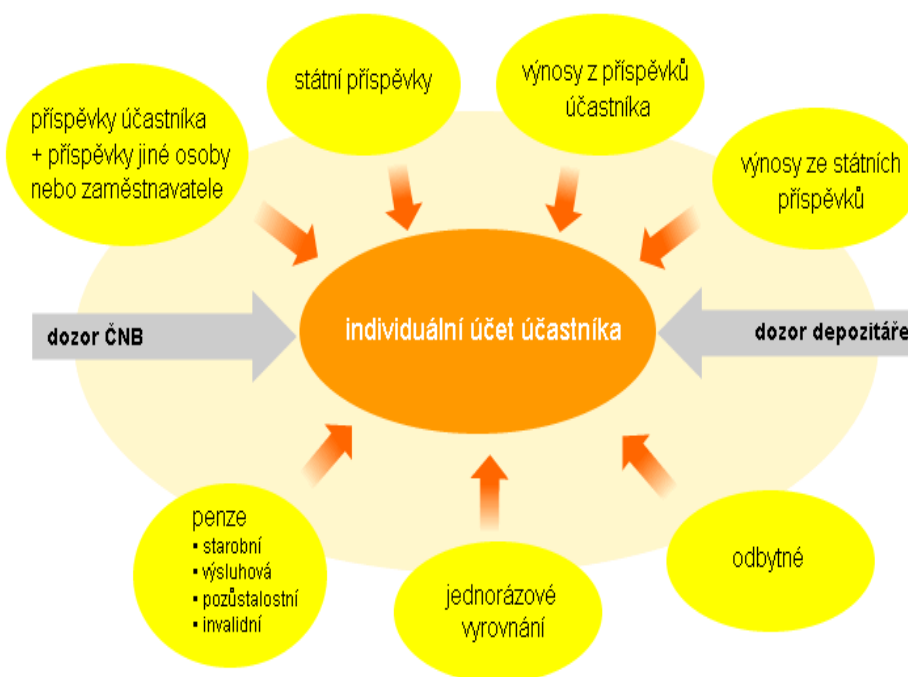 státní příspěvky
výnosy z příspěvků
účastníka
příspěvky účastníka
+ příspěvky jiné osoby
nebo zaměstnavatele
výnosy ze státních
příspěvků
dozor ČNB
individuální účet účastníka
dozor depozitáře
penze
▪ starobní
▪ výsluhová
▪ pozůstalostní
▪ invalidní
jednorázové
vyrovnání
odbytné